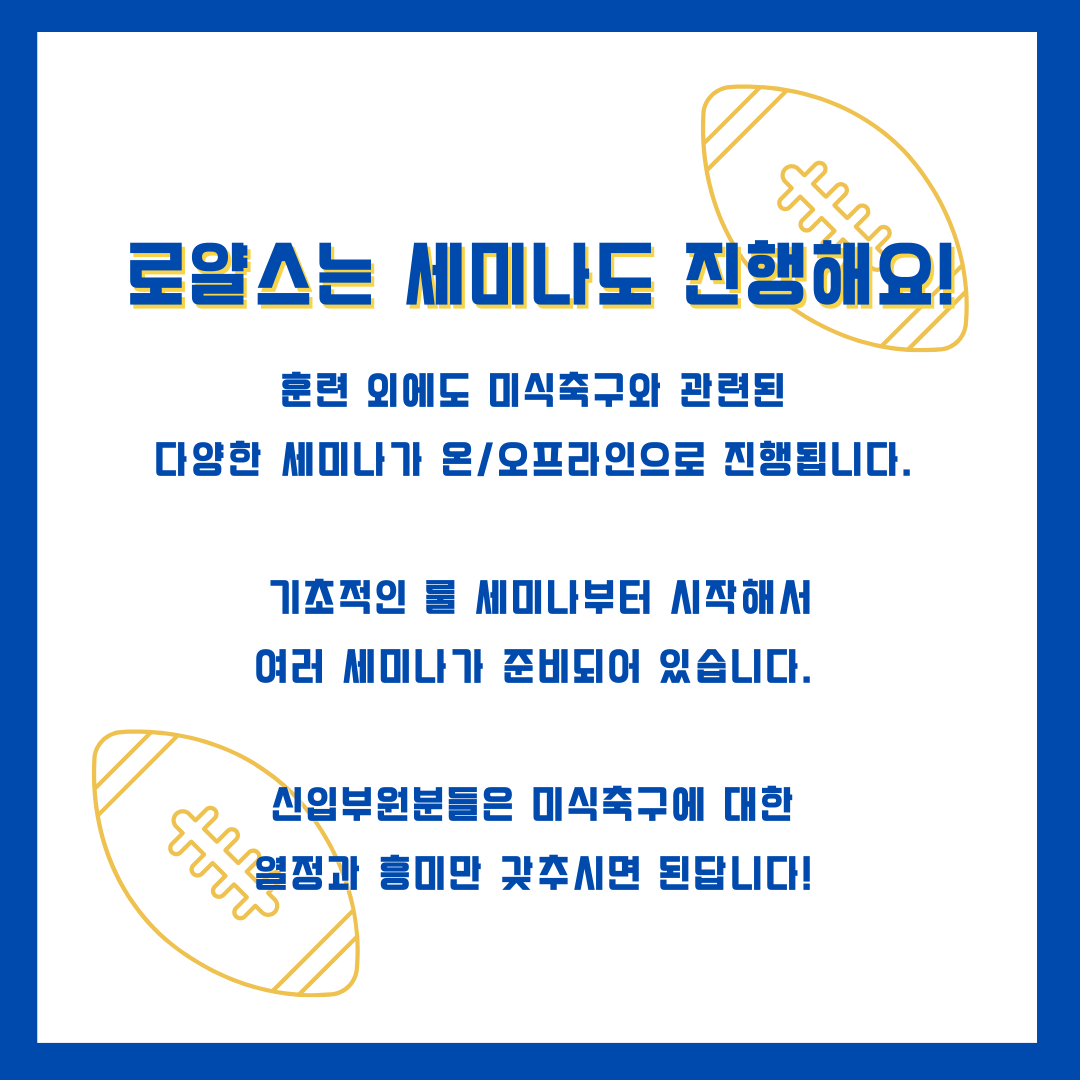 로얄스는 세미나도 진행해요!
훈련 외에도 미식축구와 관련된
다양한 세미나가 온/오프라인으로 진행됩니다.
기초적인 룰 세미나부터 시작해서
여러 세미나가 준비되어 있습니다.
신입부원분들은 미식축구에 대한
열정과 흥미만 갖추시면 된답니다!